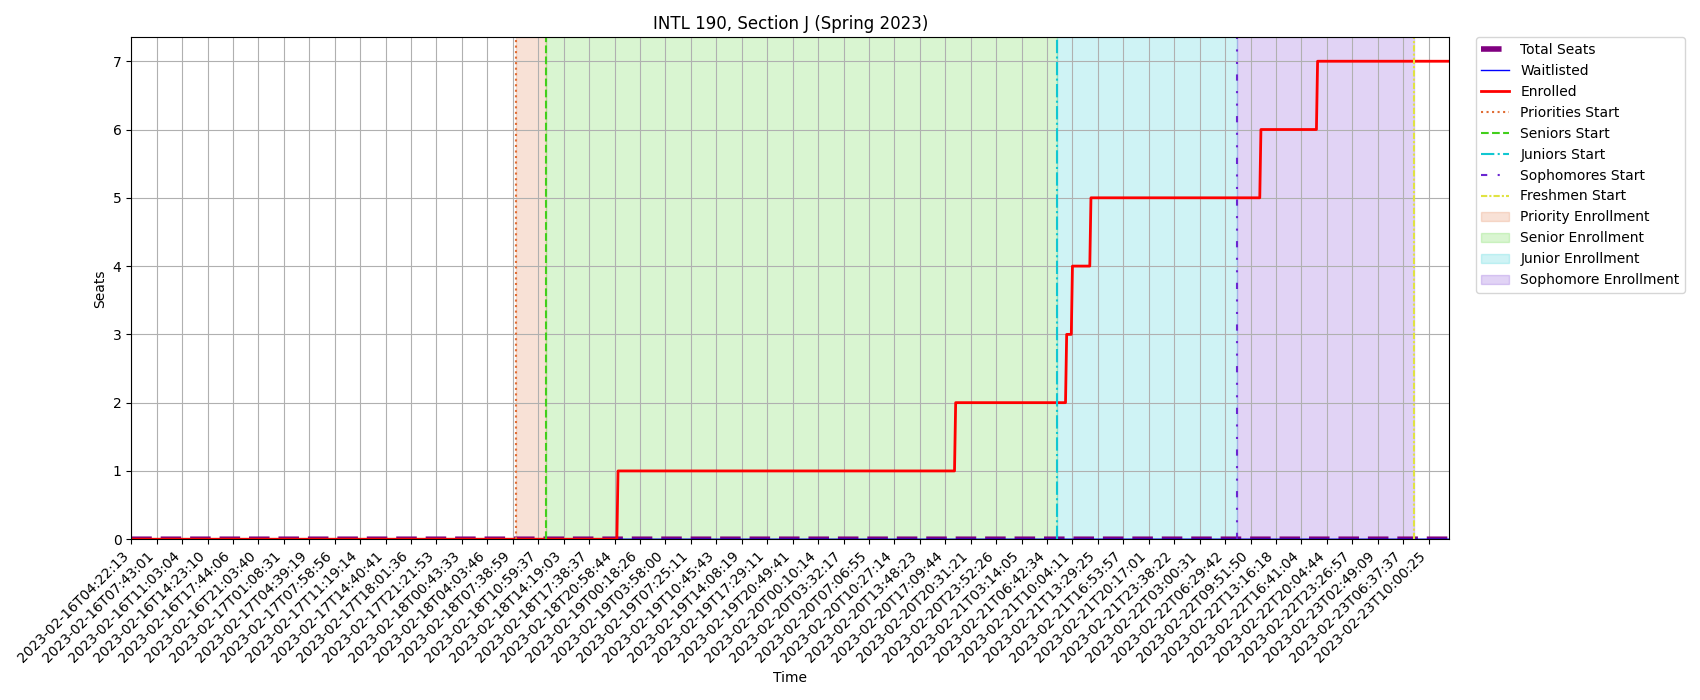 INTL 190, Section J (Spring 2023)
Seats
7
6
5
4
3
2
1
0
2023-02-16T04:22:13
2023-02-16T07:43:01
2023-02-16T11:03:04
2023-02-16T14:23:10
2023-02-16T17:44:06
2023-02-16T21:03:40
2023-02-17T01:08:31
2023-02-17T04:39:19
2023-02-17T07:58:56
2023-02-17T11:19:14
2023-02-17T14:40:41
2023-02-17T18:01:36
2023-02-17T21:21:53
2023-02-18T00:43:33
2023-02-18T04:03:46
2023-02-18T07:38:59
2023-02-18T10:59:37
2023-02-18T14:19:03
2023-02-18T17:38:37
2023-02-18T20:58:44
2023-02-19T00:18:26
2023-02-19T03:58:00
2023-02-19T07:25:11
2023-02-19T10:45:43
2023-02-19T14:08:19
2023-02-19T17:29:11
2023-02-19T20:49:41
2023-02-20T00:10:14
2023-02-20T03:32:17
2023-02-20T07:06:55
2023-02-20T10:27:14
2023-02-20T13:48:23
2023-02-20T17:09:44
2023-02-20T20:31:21
2023-02-20T23:52:26
2023-02-21T03:14:05
2023-02-21T06:42:34
2023-02-21T10:04:11
2023-02-21T13:29:25
2023-02-21T16:53:57
2023-02-21T20:17:01
2023-02-21T23:38:22
2023-02-22T03:00:31
2023-02-22T06:29:42
2023-02-22T09:51:50
2023-02-22T13:16:18
2023-02-22T16:41:04
2023-02-22T20:04:44
2023-02-22T23:26:57
2023-02-23T02:49:09
2023-02-23T06:37:37
2023-02-23T10:00:25
Time
Total Seats
Waitlisted
Enrolled
Priorities Start
Seniors Start
Juniors Start
Sophomores Start
Freshmen Start
Priority Enrollment
Senior Enrollment
Junior Enrollment
Sophomore Enrollment